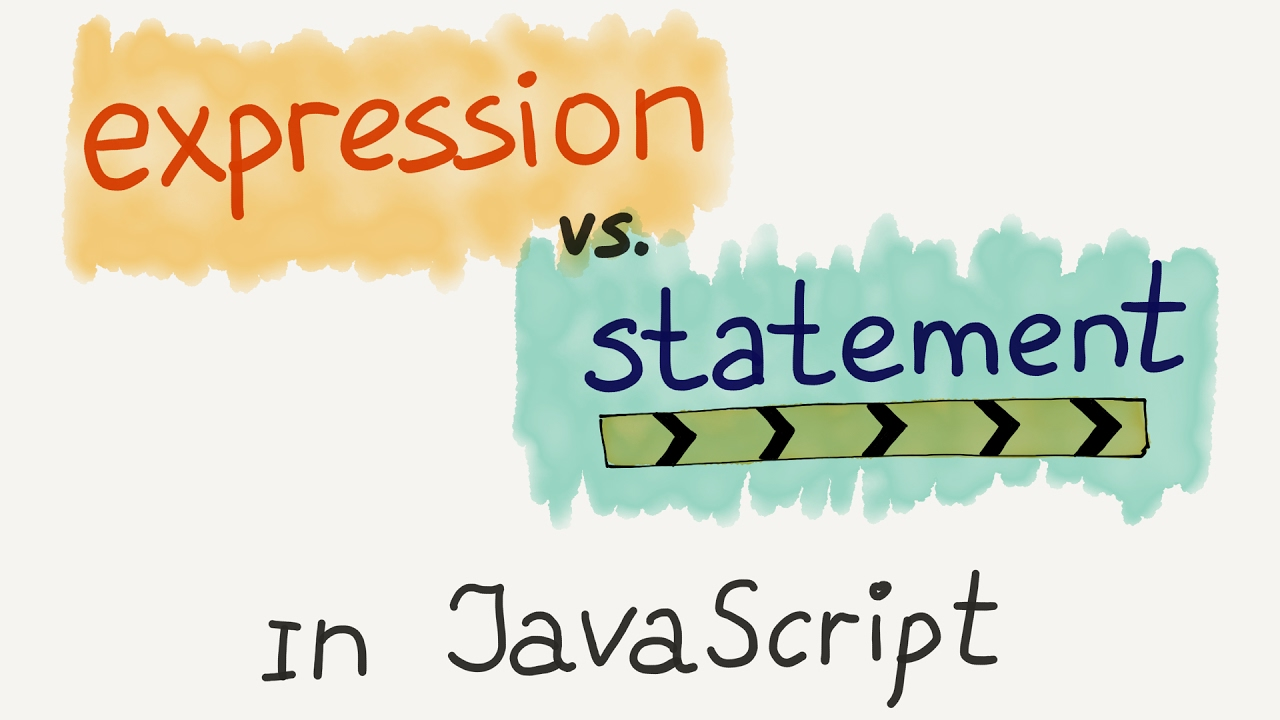 expression
vs.
statement
In JavaScript